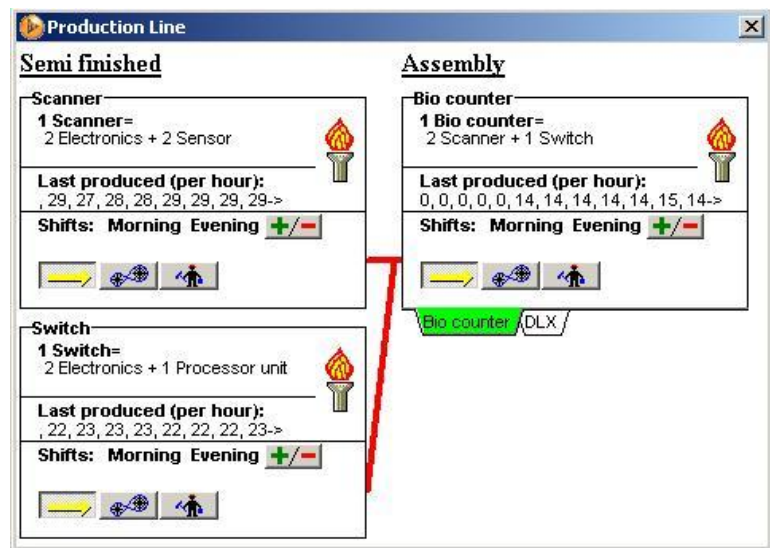 Production Line
Semi finished
Scanner
1 Scanner=
2 Electronics + 2 Sensor
Last produced (per hour):
, 29, 27, 28, 28, 29, 29, 29, 29->
Shifts: Morning Evening +/-
Switch
1 Switch=
2 Electronics + 1 Processor unit
Last produced (per hour):
, 22, 23, 23, 23, 22, 22, 22, 23->
Shifts: Morning Evening +/-
Assembly
Bio counter
1 Bio counter=
2 Scanner + 1 Switch
Last produced (per hour):
0, 0, 0, 0, 0, 14, 14, 14, 14, 14, 15, 14->
Shifts: Morning Evening +/-
Bio counter DLX